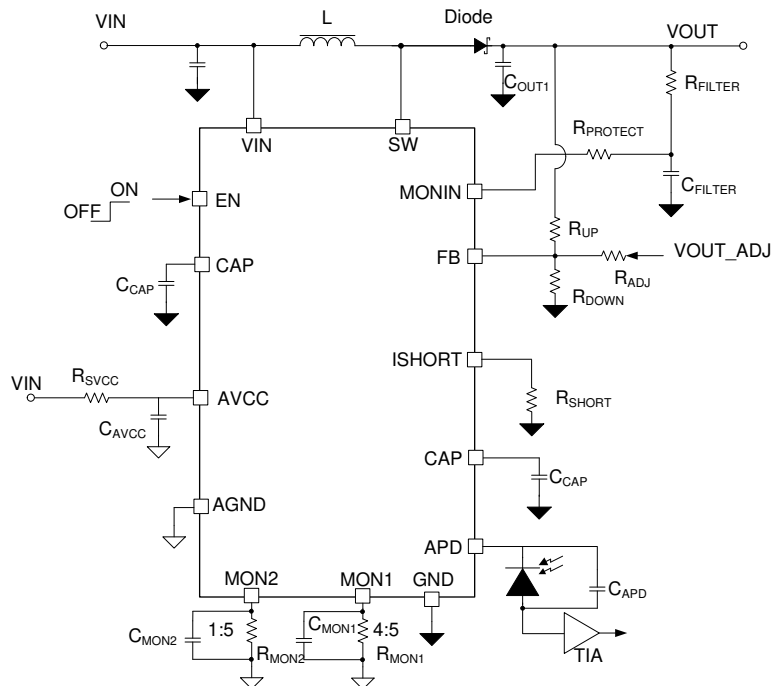 VIN
L
Diode
VOUT
COUT1
RFILTER
VIN
SW
RPROTECT
MONIN
CFILTER
ON
OFF
EN
RUP
CAP
FB
VOUT_ADJ
RADJ
CCAP
RDOWN
ISHORT
VIN
RSVCC
AVCC
RSHORT
CAVCC
CAP
CCAP
AGND
APD
MON2
MON1
GND
CAPD
CMON2
1:5
RMON2
CMON1
4:5
RMON1
TIA